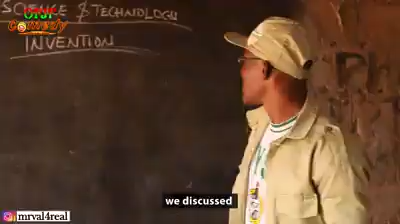 SCIENCE & TECHNOLOGY
INVENTION
Comedy
we discussed
mrval4real